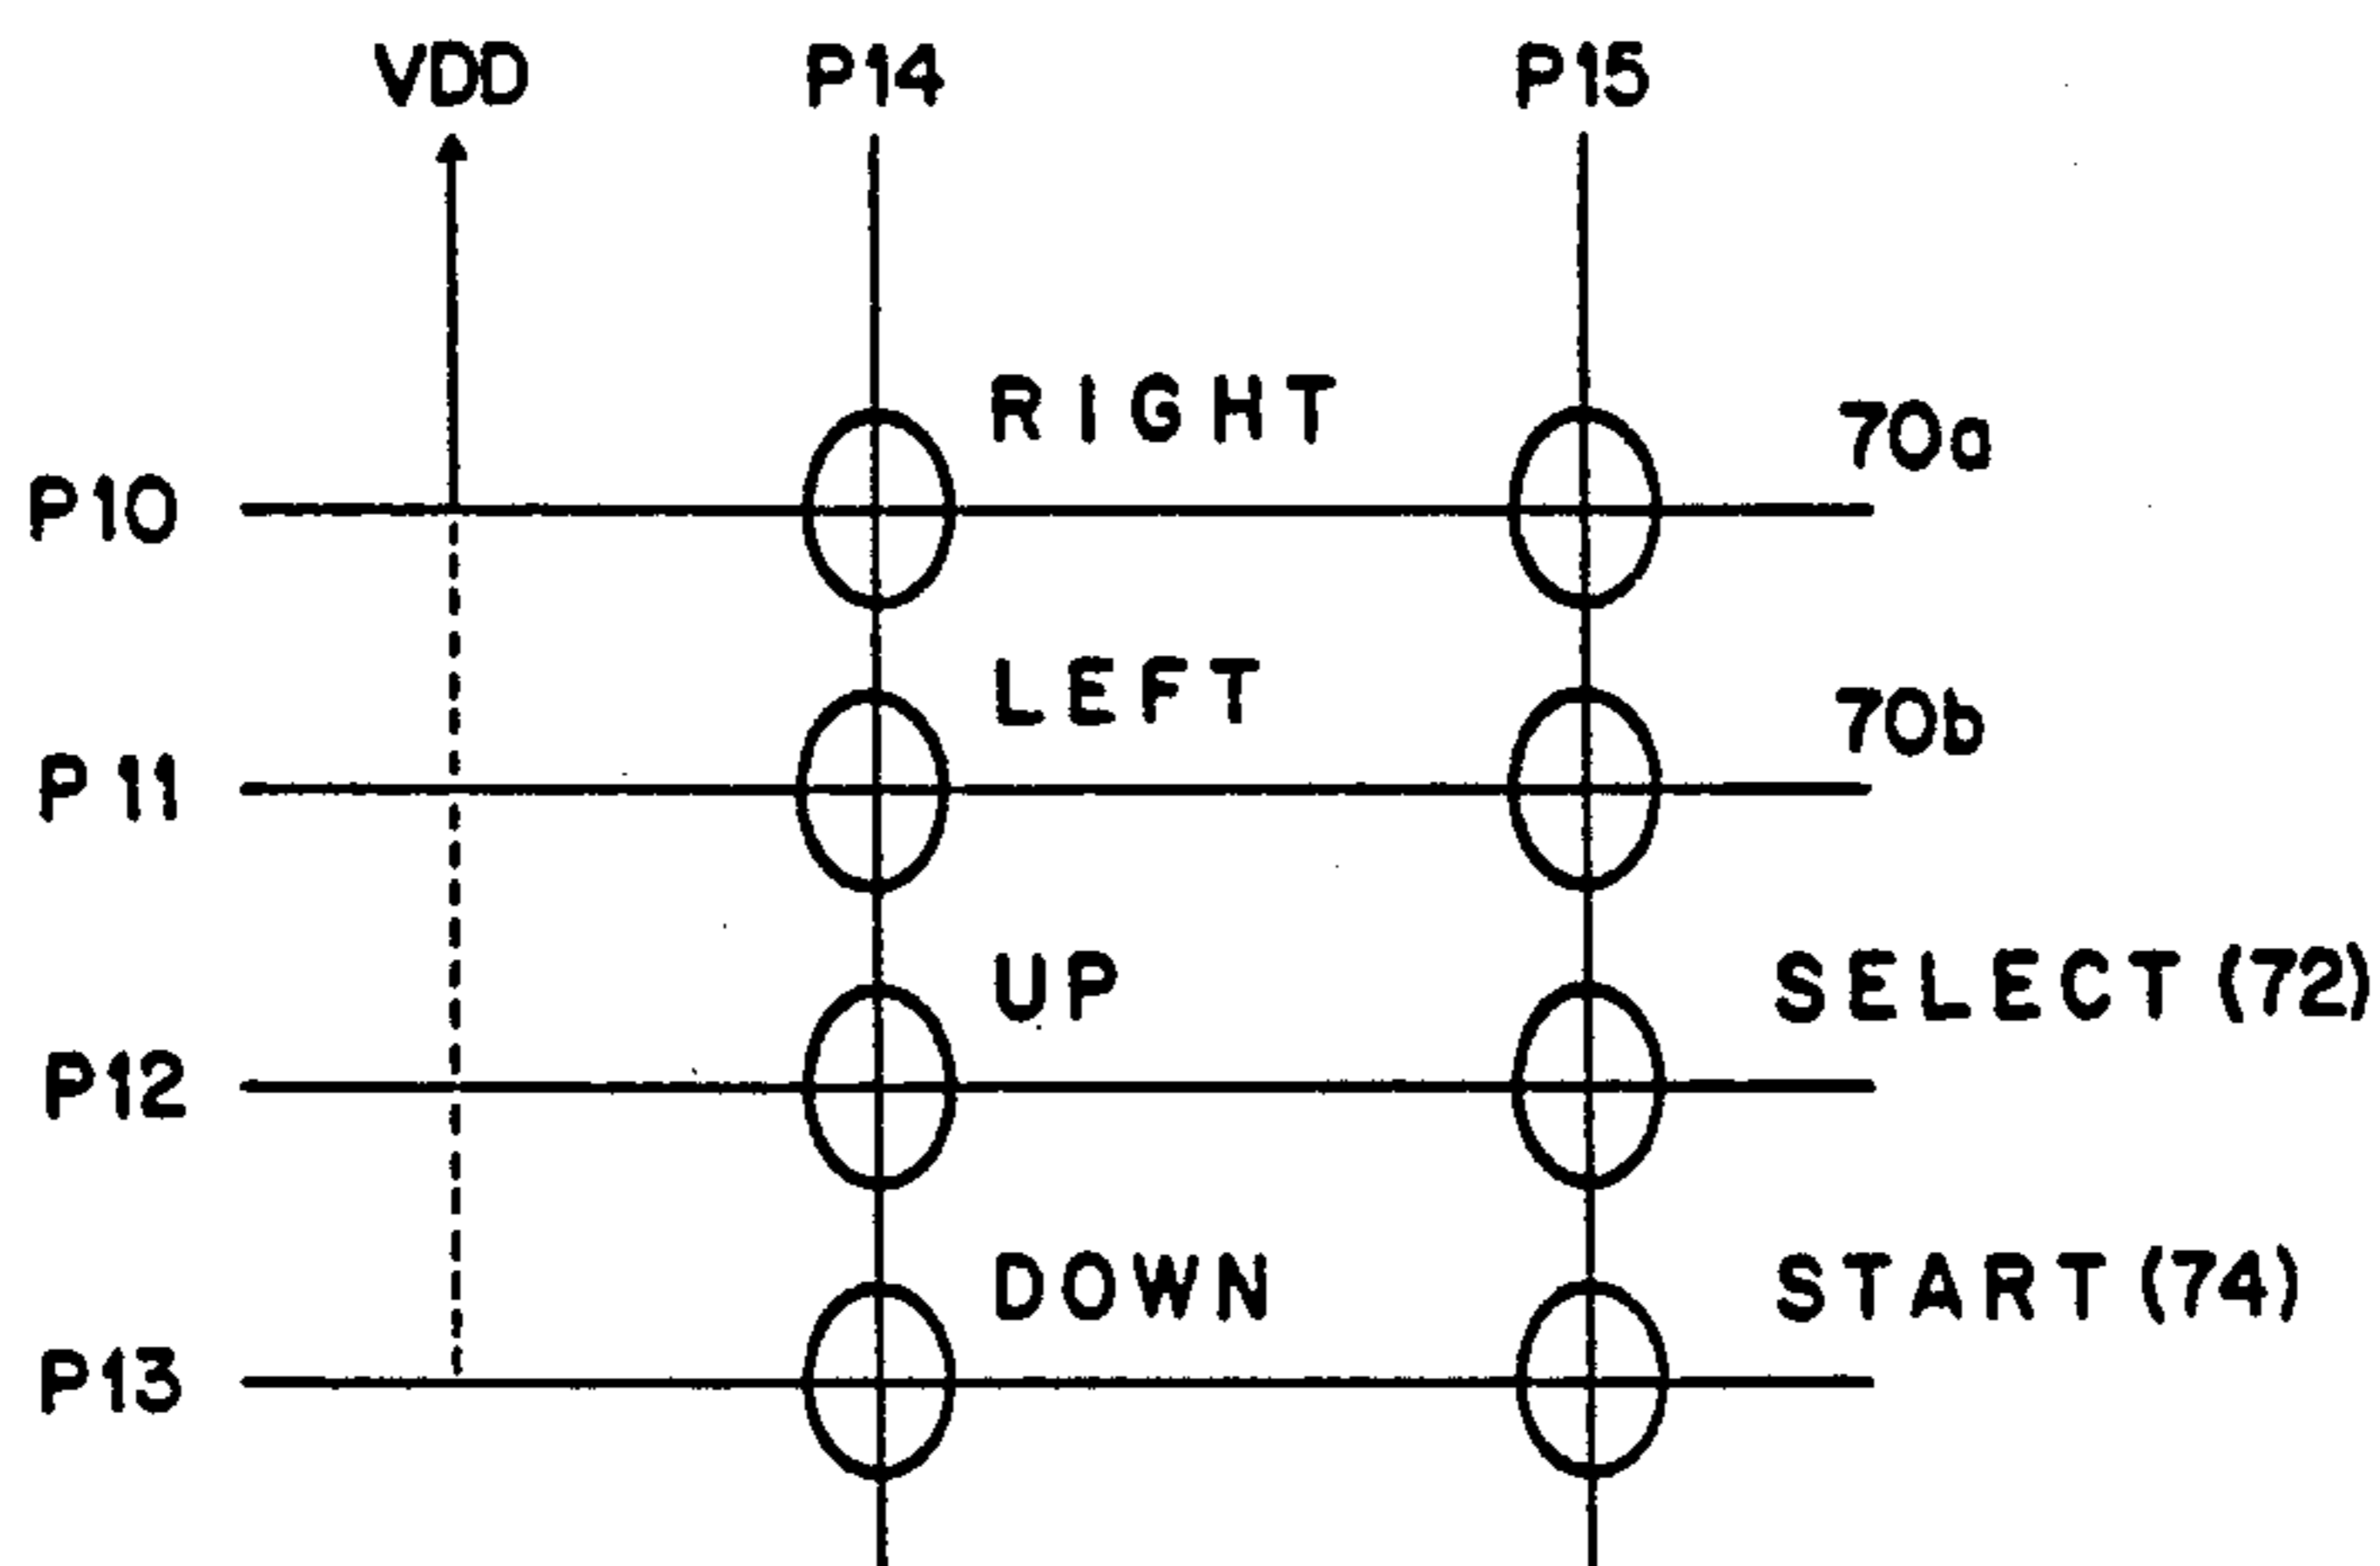 VDD P14 P15
RIGHT 70a
P10
LEFT 70b
P11
UP SELECT (72)
P12
DOWN START (74)
P13